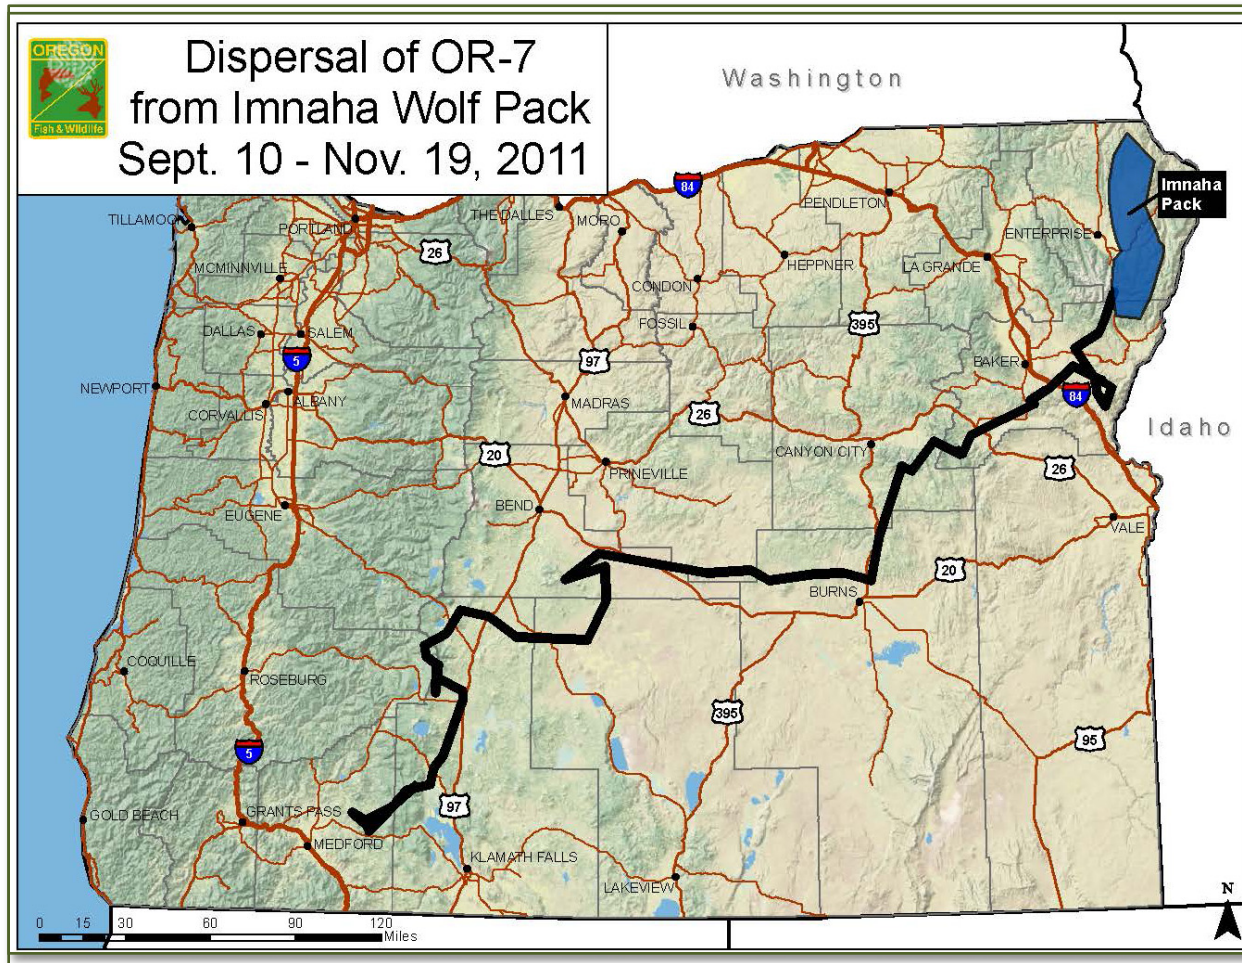 OREGON
Fish & Wildlife
Dispersal of OR-7
from Imnaha Wolf Pack
Sept. 10 - Nov. 19, 2011
Washington
84
Imnaha
Pack
PENDLETON
TILLAMOO
PORTLAND
THE DALLES
MORO
ENTERPRISE
26
MCMINNVILLE
HEPPNER
LA GRANDE
CONDON
DALLAS
SALEM
FOSSIL
395
5
97
BAKER
NEWPORT
ALBANY
CORVALLIS
MADRAS
26
84
Idaho
20
CANYON CITY
PRINEVILLE
26
EUGENE
BEND
VALE
20
BURNS
COQUILLE
ROSEBURG
395
95
5
97
GOLD BEACH
GRANTS PASS
MEDFORD
KLAMATH FALLS
LAKEVIEW
N
0 15 30 60 90 120
Miles